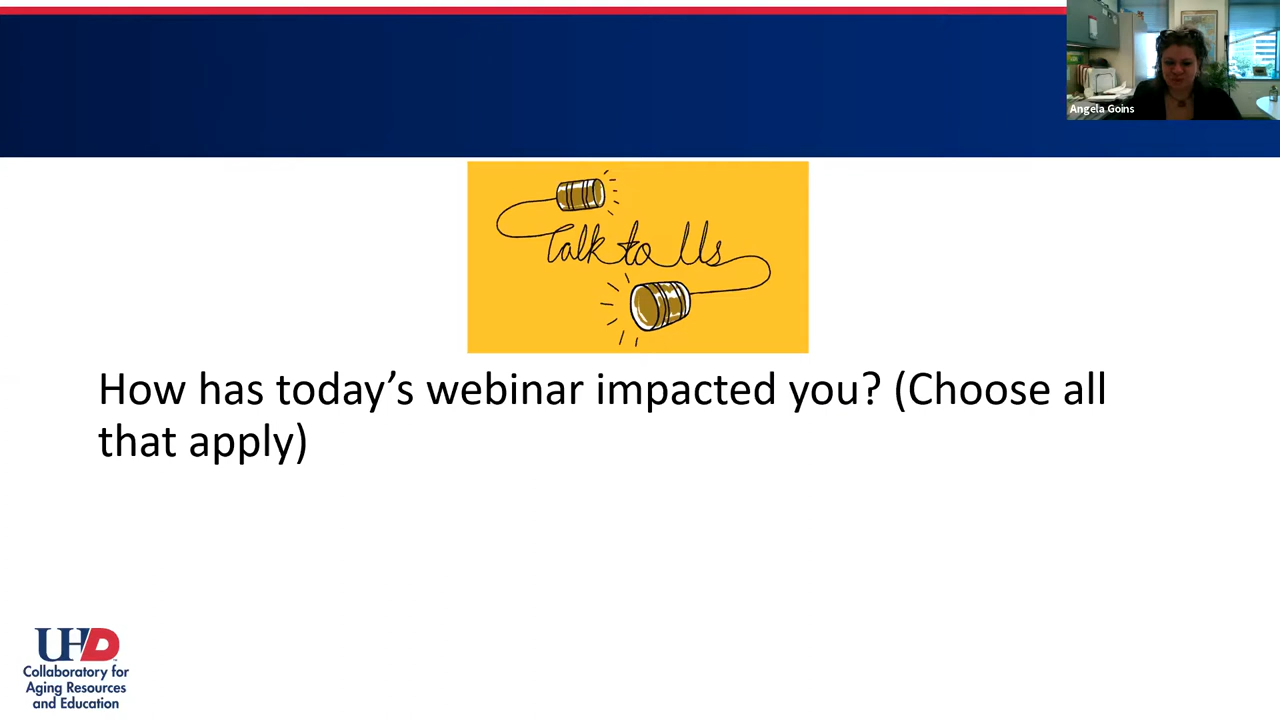 Angela Goins
Talk to Us
How has today’s webinar impacted you? (Choose all
that apply)
UHD
Collaboratory for
Aging Resources
and Education